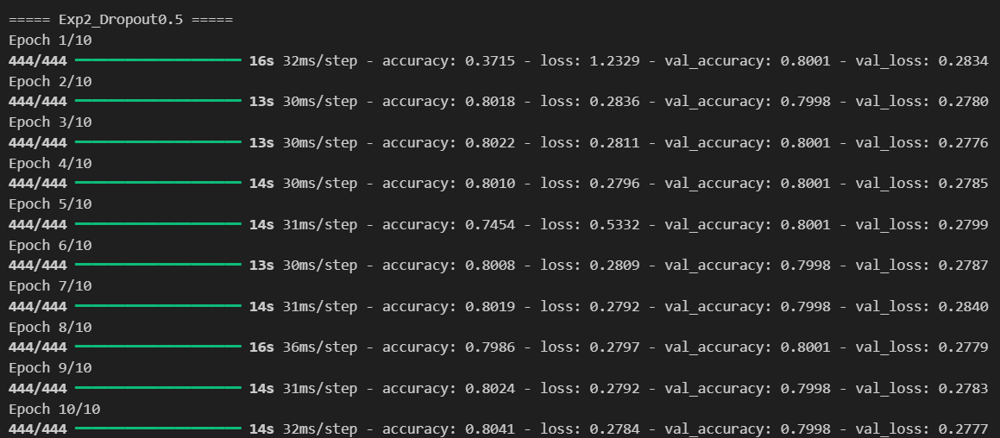 ===== Exp2_Dropout0.5 =====
Epoch 1/10
444/444 ━━━━━━━━━━━━━━━━━━━━ 16s 32ms/step - accuracy: 0.3715 - loss: 1.2329 - val_accuracy: 0.8001 - val_loss: 0.2834
Epoch 2/10
444/444 ━━━━━━━━━━━━━━━━━━━━ 13s 30ms/step - accuracy: 0.8018 - loss: 0.2836 - val_accuracy: 0.7998 - val_loss: 0.2780
Epoch 3/10
444/444 ━━━━━━━━━━━━━━━━━━━━ 13s 30ms/step - accuracy: 0.8022 - loss: 0.2811 - val_accuracy: 0.8001 - val_loss: 0.2776
Epoch 4/10
444/444 ━━━━━━━━━━━━━━━━━━━━ 14s 30ms/step - accuracy: 0.8010 - loss: 0.2796 - val_accuracy: 0.8001 - val_loss: 0.2785
Epoch 5/10
444/444 ━━━━━━━━━━━━━━━━━━━━ 14s 31ms/step - accuracy: 0.7454 - loss: 0.5332 - val_accuracy: 0.8001 - val_loss: 0.2799
Epoch 6/10
444/444 ━━━━━━━━━━━━━━━━━━━━ 13s 30ms/step - accuracy: 0.8008 - loss: 0.2809 - val_accuracy: 0.7998 - val_loss: 0.2787
Epoch 7/10
444/444 ━━━━━━━━━━━━━━━━━━━━ 14s 31ms/step - accuracy: 0.8019 - loss: 0.2792 - val_accuracy: 0.7998 - val_loss: 0.2840
Epoch 8/10
444/444 ━━━━━━━━━━━━━━━━━━━━ 16s 36ms/step - accuracy: 0.7986 - loss: 0.2797 - val_accuracy: 0.8001 - val_loss: 0.2779
Epoch 9/10
444/444 ━━━━━━━━━━━━━━━━━━━━ 14s 31ms/step - accuracy: 0.8024 - loss: 0.2792 - val_accuracy: 0.7998 - val_loss: 0.2783
Epoch 10/10
444/444 ━━━━━━━━━━━━━━━━━━━━ 14s 32ms/step - accuracy: 0.8041 - loss: 0.2784 - val_accuracy: 0.7998 - val_loss: 0.2777